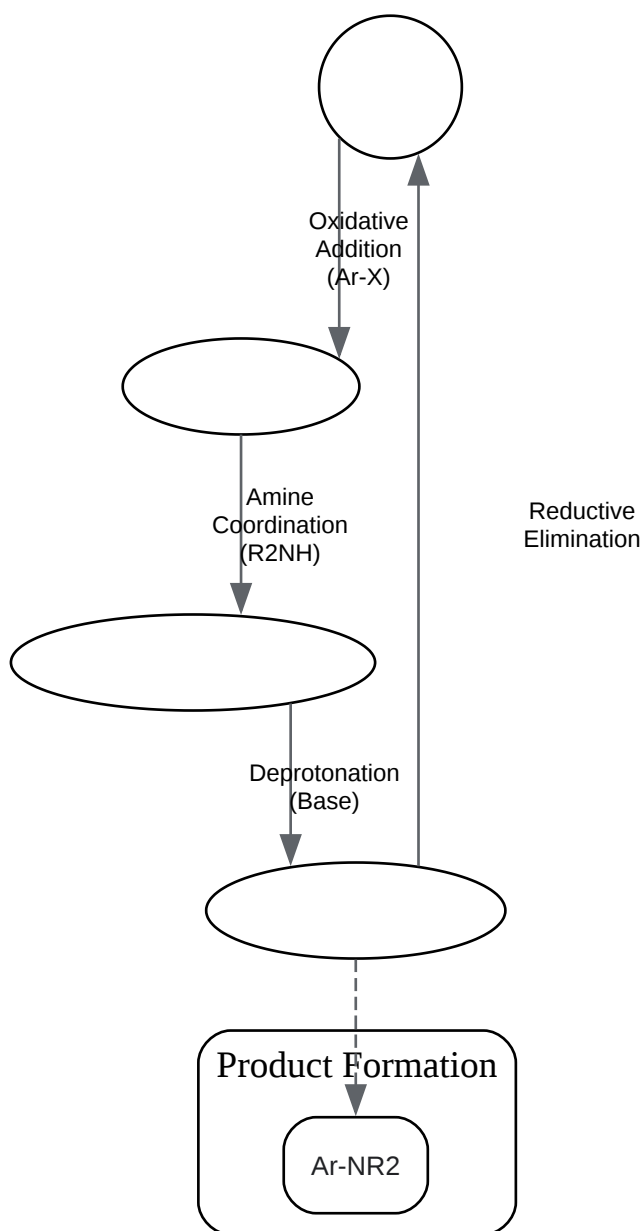 Oxidative
Addition
(Ar-X)
Amine
Coordination
(R2NH)
Reductive
Elimination
Deprotonation
(Base)
Product Formation
Ar-NR2